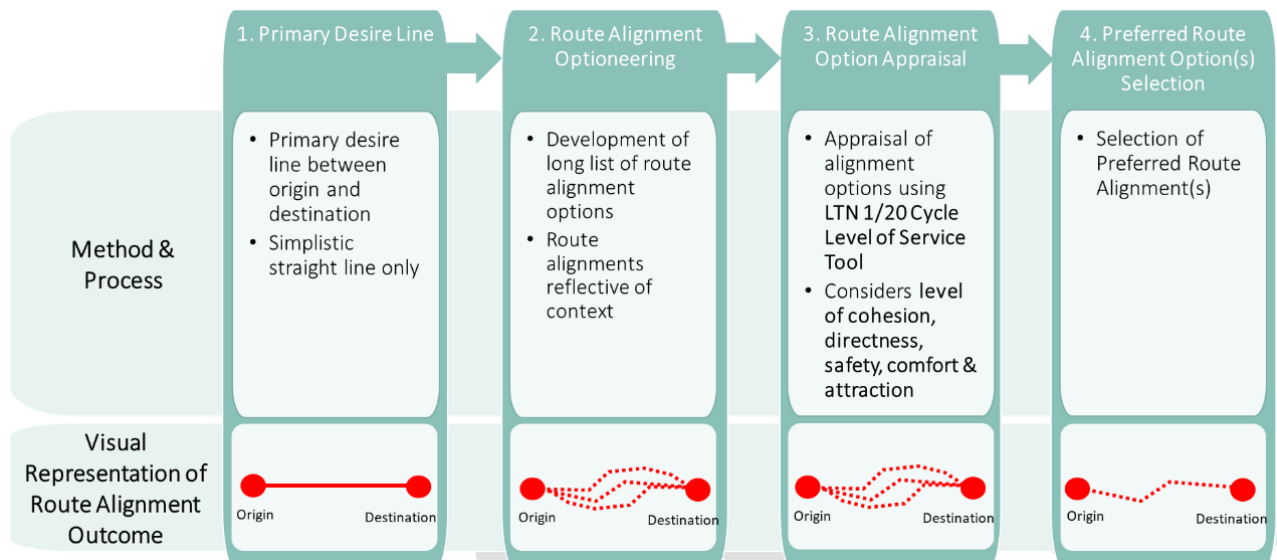 1. Primary Desire Line
2. Route Alignment
Optioneering
3. Route Alignment
Option Appraisal
4. Preferred Route
Alignment Option(s)
Selection
Method &
Process
• Primary desire
line between
origin and
destination
• Simplistic
straight line only
• Development of
long list of route
alignment
options
• Route
alignments
reflective of
context
• Appraisal of
alignment
options using
LTN 1/20 Cycle
Level of Service
Tool
• Considers level
of cohesion,
directness,
safety, comfort &
attraction
• Selection of
Preferred Route
Alignment(s)
Visual
Representation of
Route Alignment
Outcome
Origin
Destination
Origin
Destination
Origin
Destination
Origin
Destination